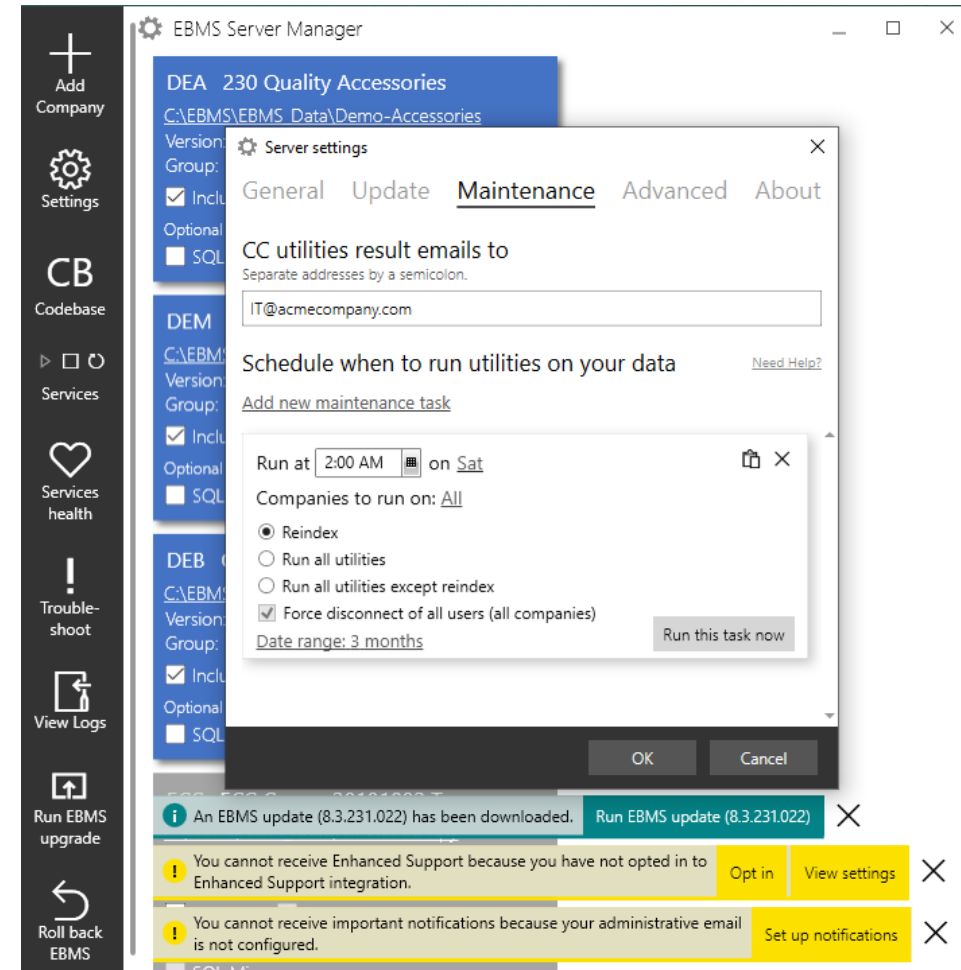 Add
Company
Settings
CB
Codebase
Services
Services
health
Trouble-
shoot
View Logs
Run EBMS
upgrade
Roll back
EBMS
EBMS Server Manager
DEA 230 Quality Accessories
C:\EBMS\EBMS_Data\Demo-Accessories
Version:
Group:
Optional
SQL
DEM
Version:
Group:
Optional
SQL
DEB
Version:
Group:
Optional
SQL
Server settings
General Update Maintenance Advanced About
CC utilities result emails to
Separate addresses by a semicolon.
IT@acmecompany.com
Schedule when to run utilities on your data Need Help?
Add new maintenance task
Run at 2:00 AM on Sat
Companies to run on: All
Reindex
Run all utilities
Run all utilities except reindex
Force disconnect of all users (all companies)
Date range: 3 months
Run this task now
OK Cancel
An EBMS update (8.3.231.022) has been downloaded. Run EBMS update (8.3.231.022)
You cannot receive Enhanced Support because you have not opted in to
Enhanced Support integration.
Opt in View settings
You cannot receive important notifications because your administrative email
is not configured.
Set up notifications